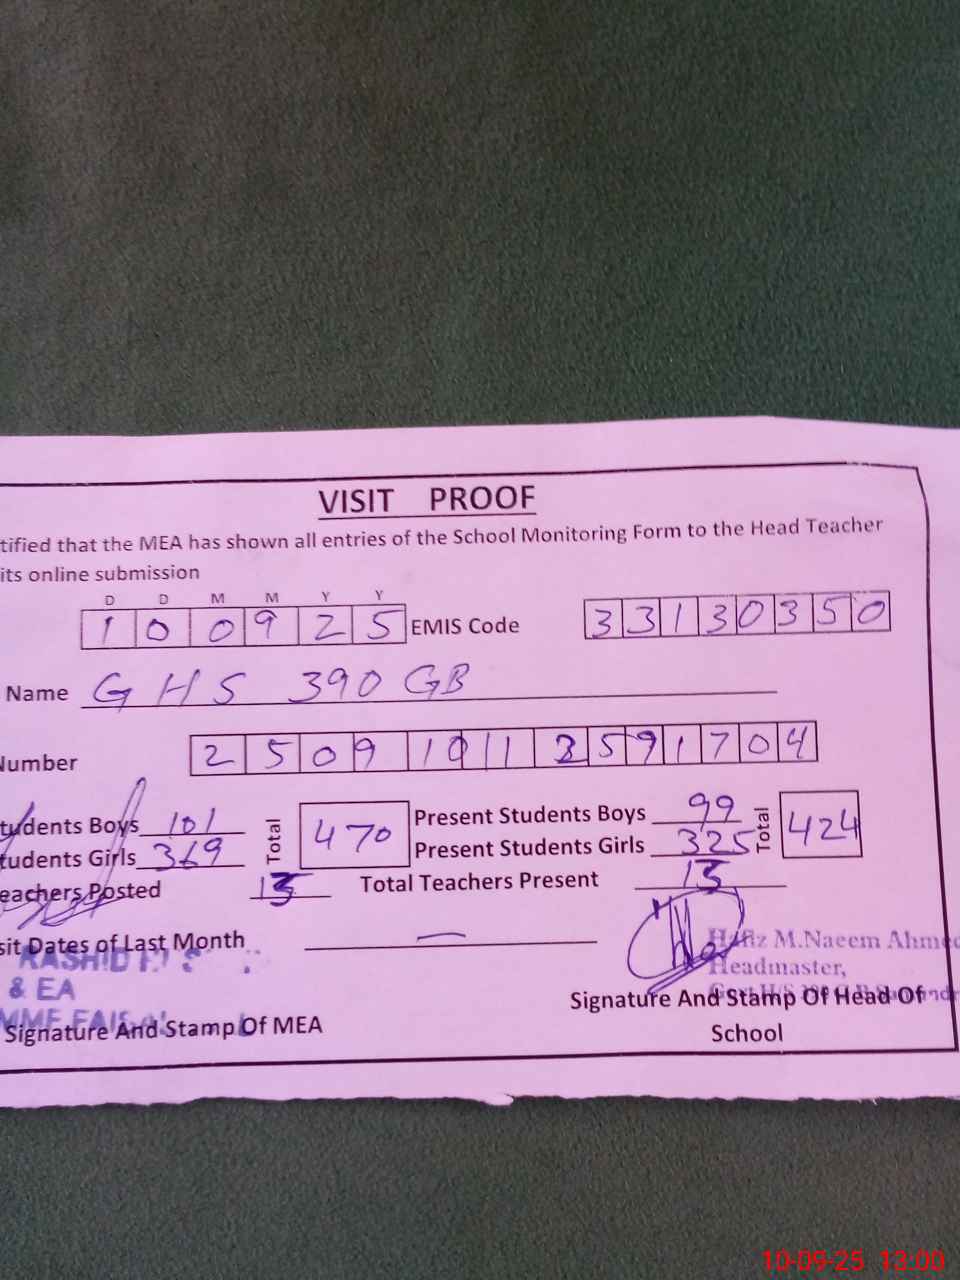 VISIT PROOF
tified that the MEA has shown all entries of the School Monitoring Form to the Head Teacher
its online submission
D D M M Y Y
1 0 0 9 2 5 EMIS Code 3 3 1 3 0 3 5 0
Name G H S 390 GB
Number 2 5 0 9 1 0 1 1 3 5 9 1 7 0 4
tudents Boys 101 Total 470 Present Students Boys 99 Total 424
tudents Girls 369 Present Students Girls 325
eachers Posted 13 Total Teachers Present 13
sit Dates of Last Month —
RASHID
Hafiz M.Naeem Ahmed
& EA
Headmaster,
Signature And Stamp Of MEA
Signature And Stamp Of Head Of
School
10-09-25 13:00